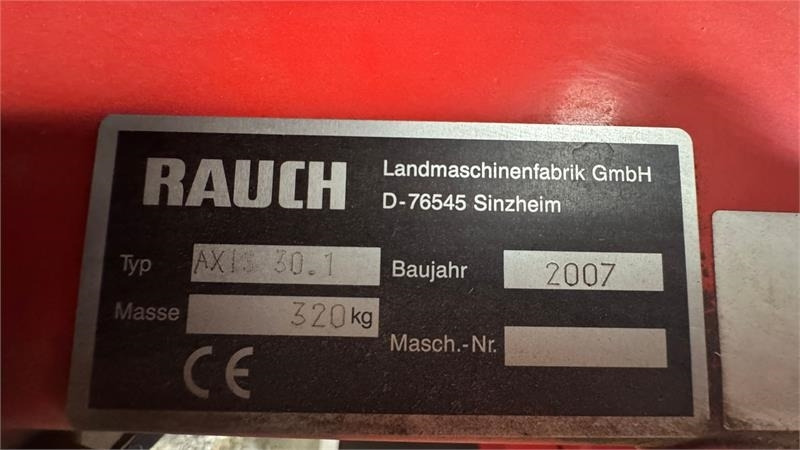 RAUCH
Landmaschinenfabrik GmbH
D-76545 Sinzheim
Typ AXIS 30.1
Baujahr 2007
Masse 320 kg
Masch.-Nr.
CE